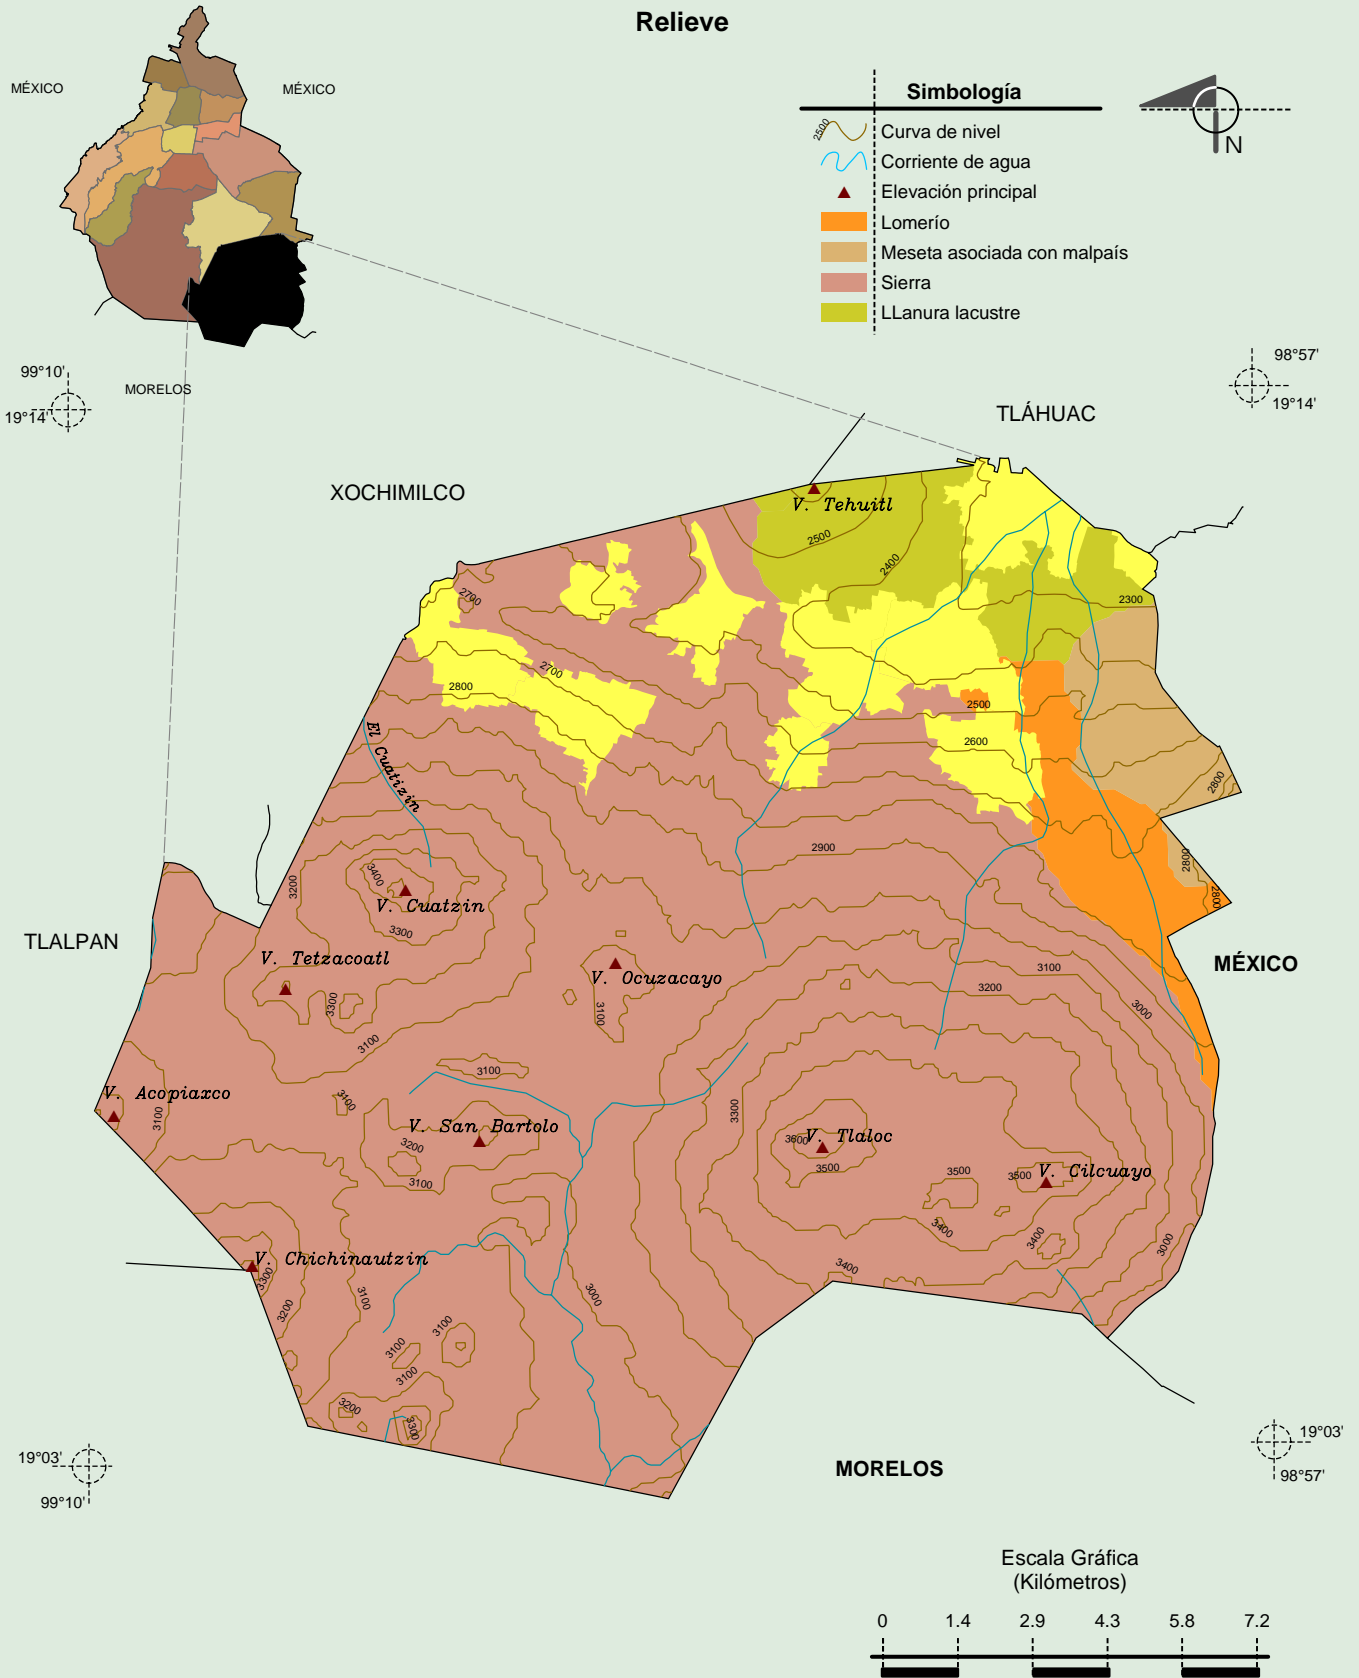 Relieve
MÉXICO
MÉXICO
MORELOS
Simbología
2500
Curva de nivel
Corriente de agua
Elevación principal
Lomerío
Meseta asociada con malpaís
Sierra
LLanura lacustre
N
99°10'
19°14'
98°57'
19°14'
TLÁHUAC
XOCHIMILCO
V. Tehuitl
2500
2400
2300
2700
2700
2800
2500
2600
2800
El Cuatizin
2900
2800
2800
3400
3200
V. Cuatzin
3300
TLALPAN
V. Tetzacoatl
V. Ocuzacayo
MÉXICO
3100
3200
3000
3300
3100
3100
3100
V. Acopiaxco
3100
3100
3300
V. San Bartolo
3200
3100
V. Tlaloc
3600
3500
3500
3500
V. Cilcuayo
3400
3400
3000
V. Chichinautzin
3300
3200
3100
3000
3400
3100
3100
3100
3200
3300
19°03'
99°10'
MORELOS
19°03'
98°57'
Escala Gráfica
(Kilómetros)
0 1.4 2.9 4.3 5.8 7.2